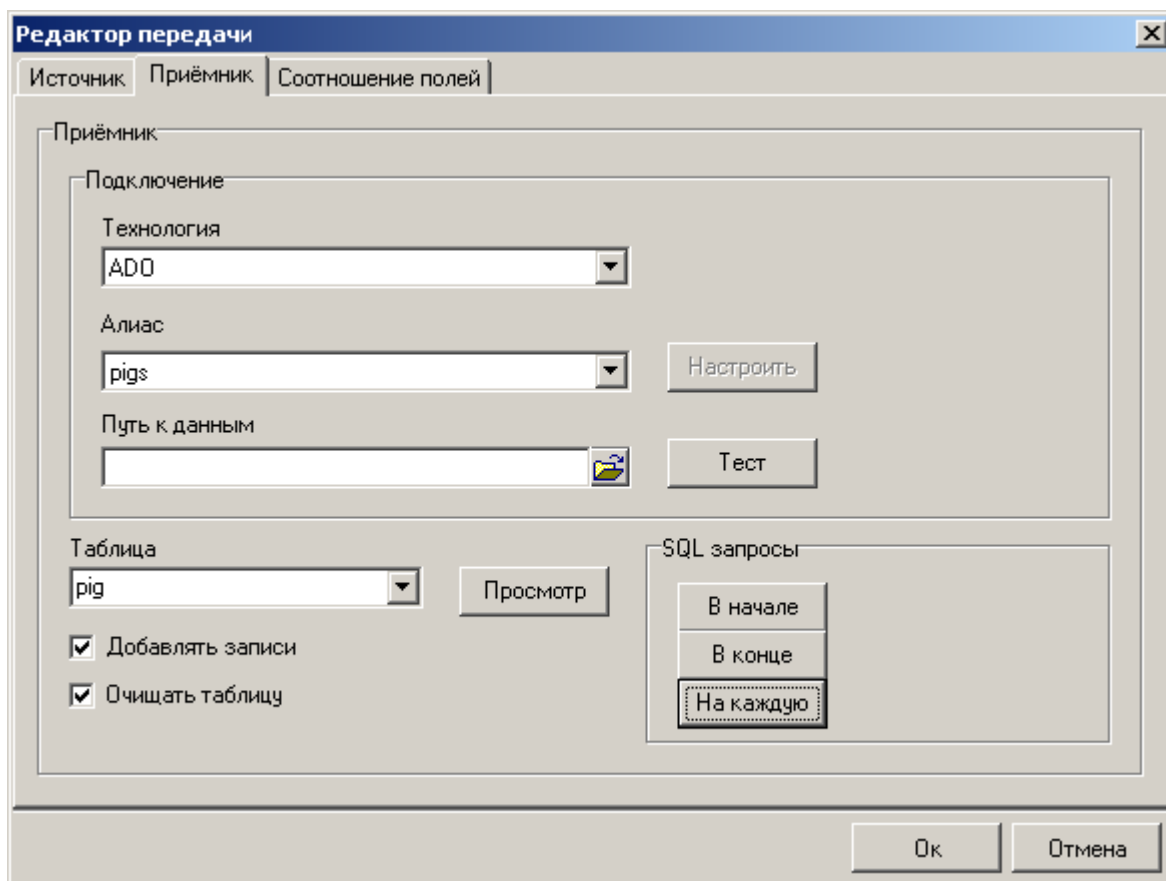 Редактор передачи
Источник Приёмник Соотношение полей
Приёмник
Подключение
Технология
ADO
Алиас
pigs
Настроить
Путь к данным
Тест
Таблица
pig
Просмотр
Добавлять записи
Очищать таблицу
SQL запросы
В начале
В конце
На каждую
Ок Отмена